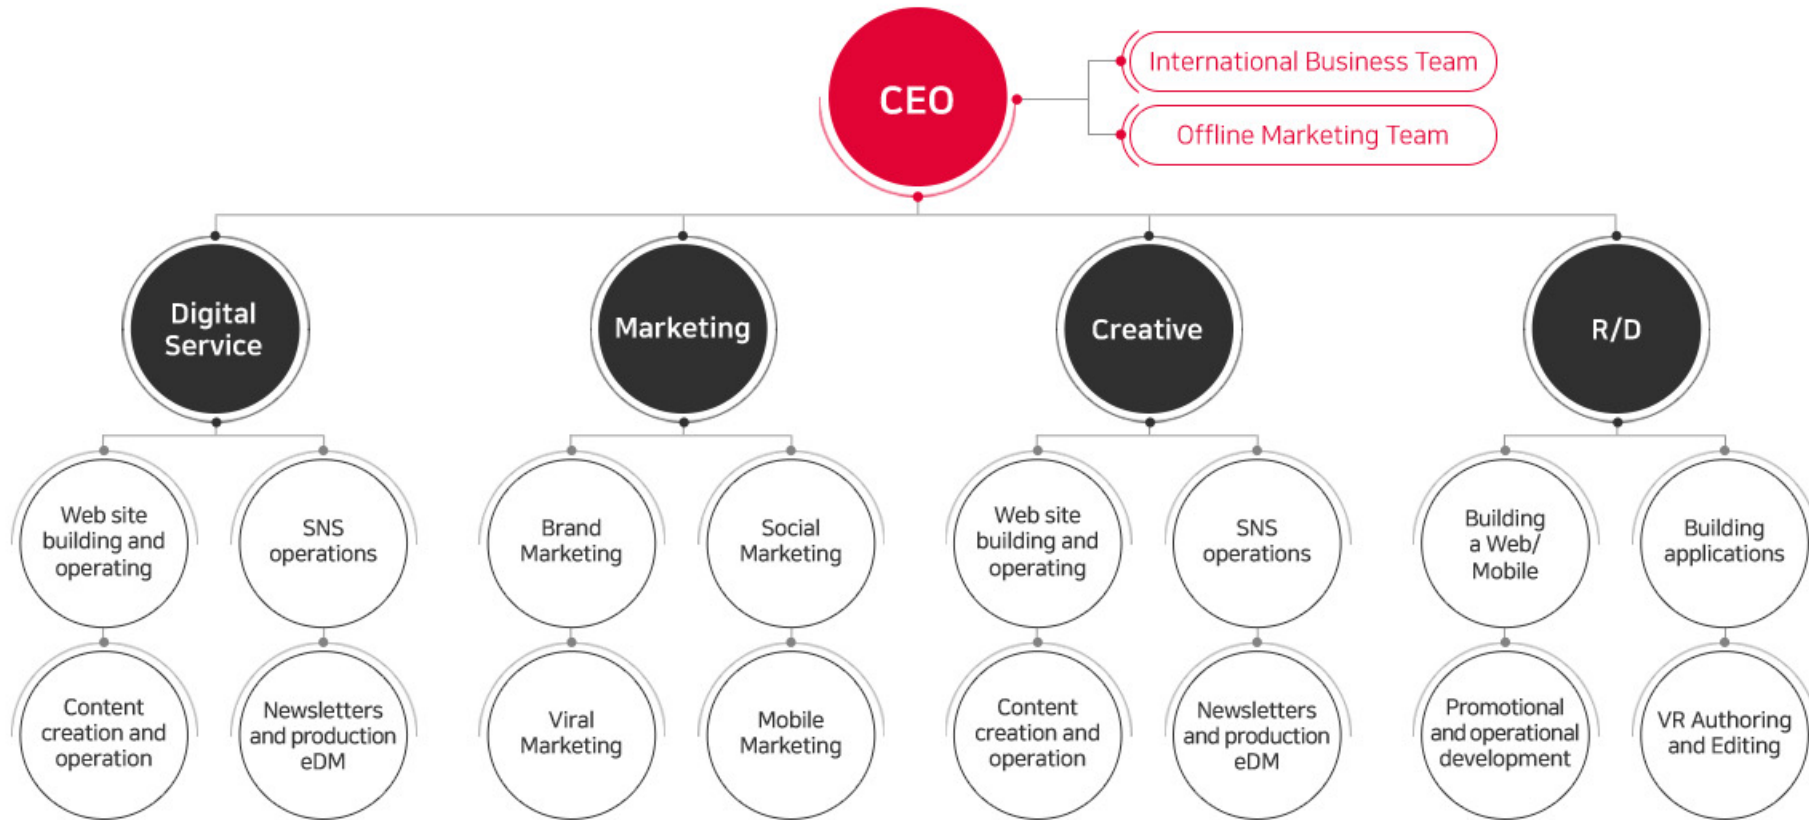 CEO
International Business Team
Offline Marketing Team
Digital
Service
Marketing
Creative
R/D
Web site
building and
operating
SNS
operations
Brand
Marketing
Social
Marketing
Web site
building and
operating
SNS
operations
Building
a Web/
Mobile
Building
applications
Content
creation and
operation
Newsletters
and production
eDM
Viral
Marketing
Mobile
Marketing
Content
creation and
operation
Newsletters
and production
eDM
Promotional
and operational
development
VR Authoring
and Editing